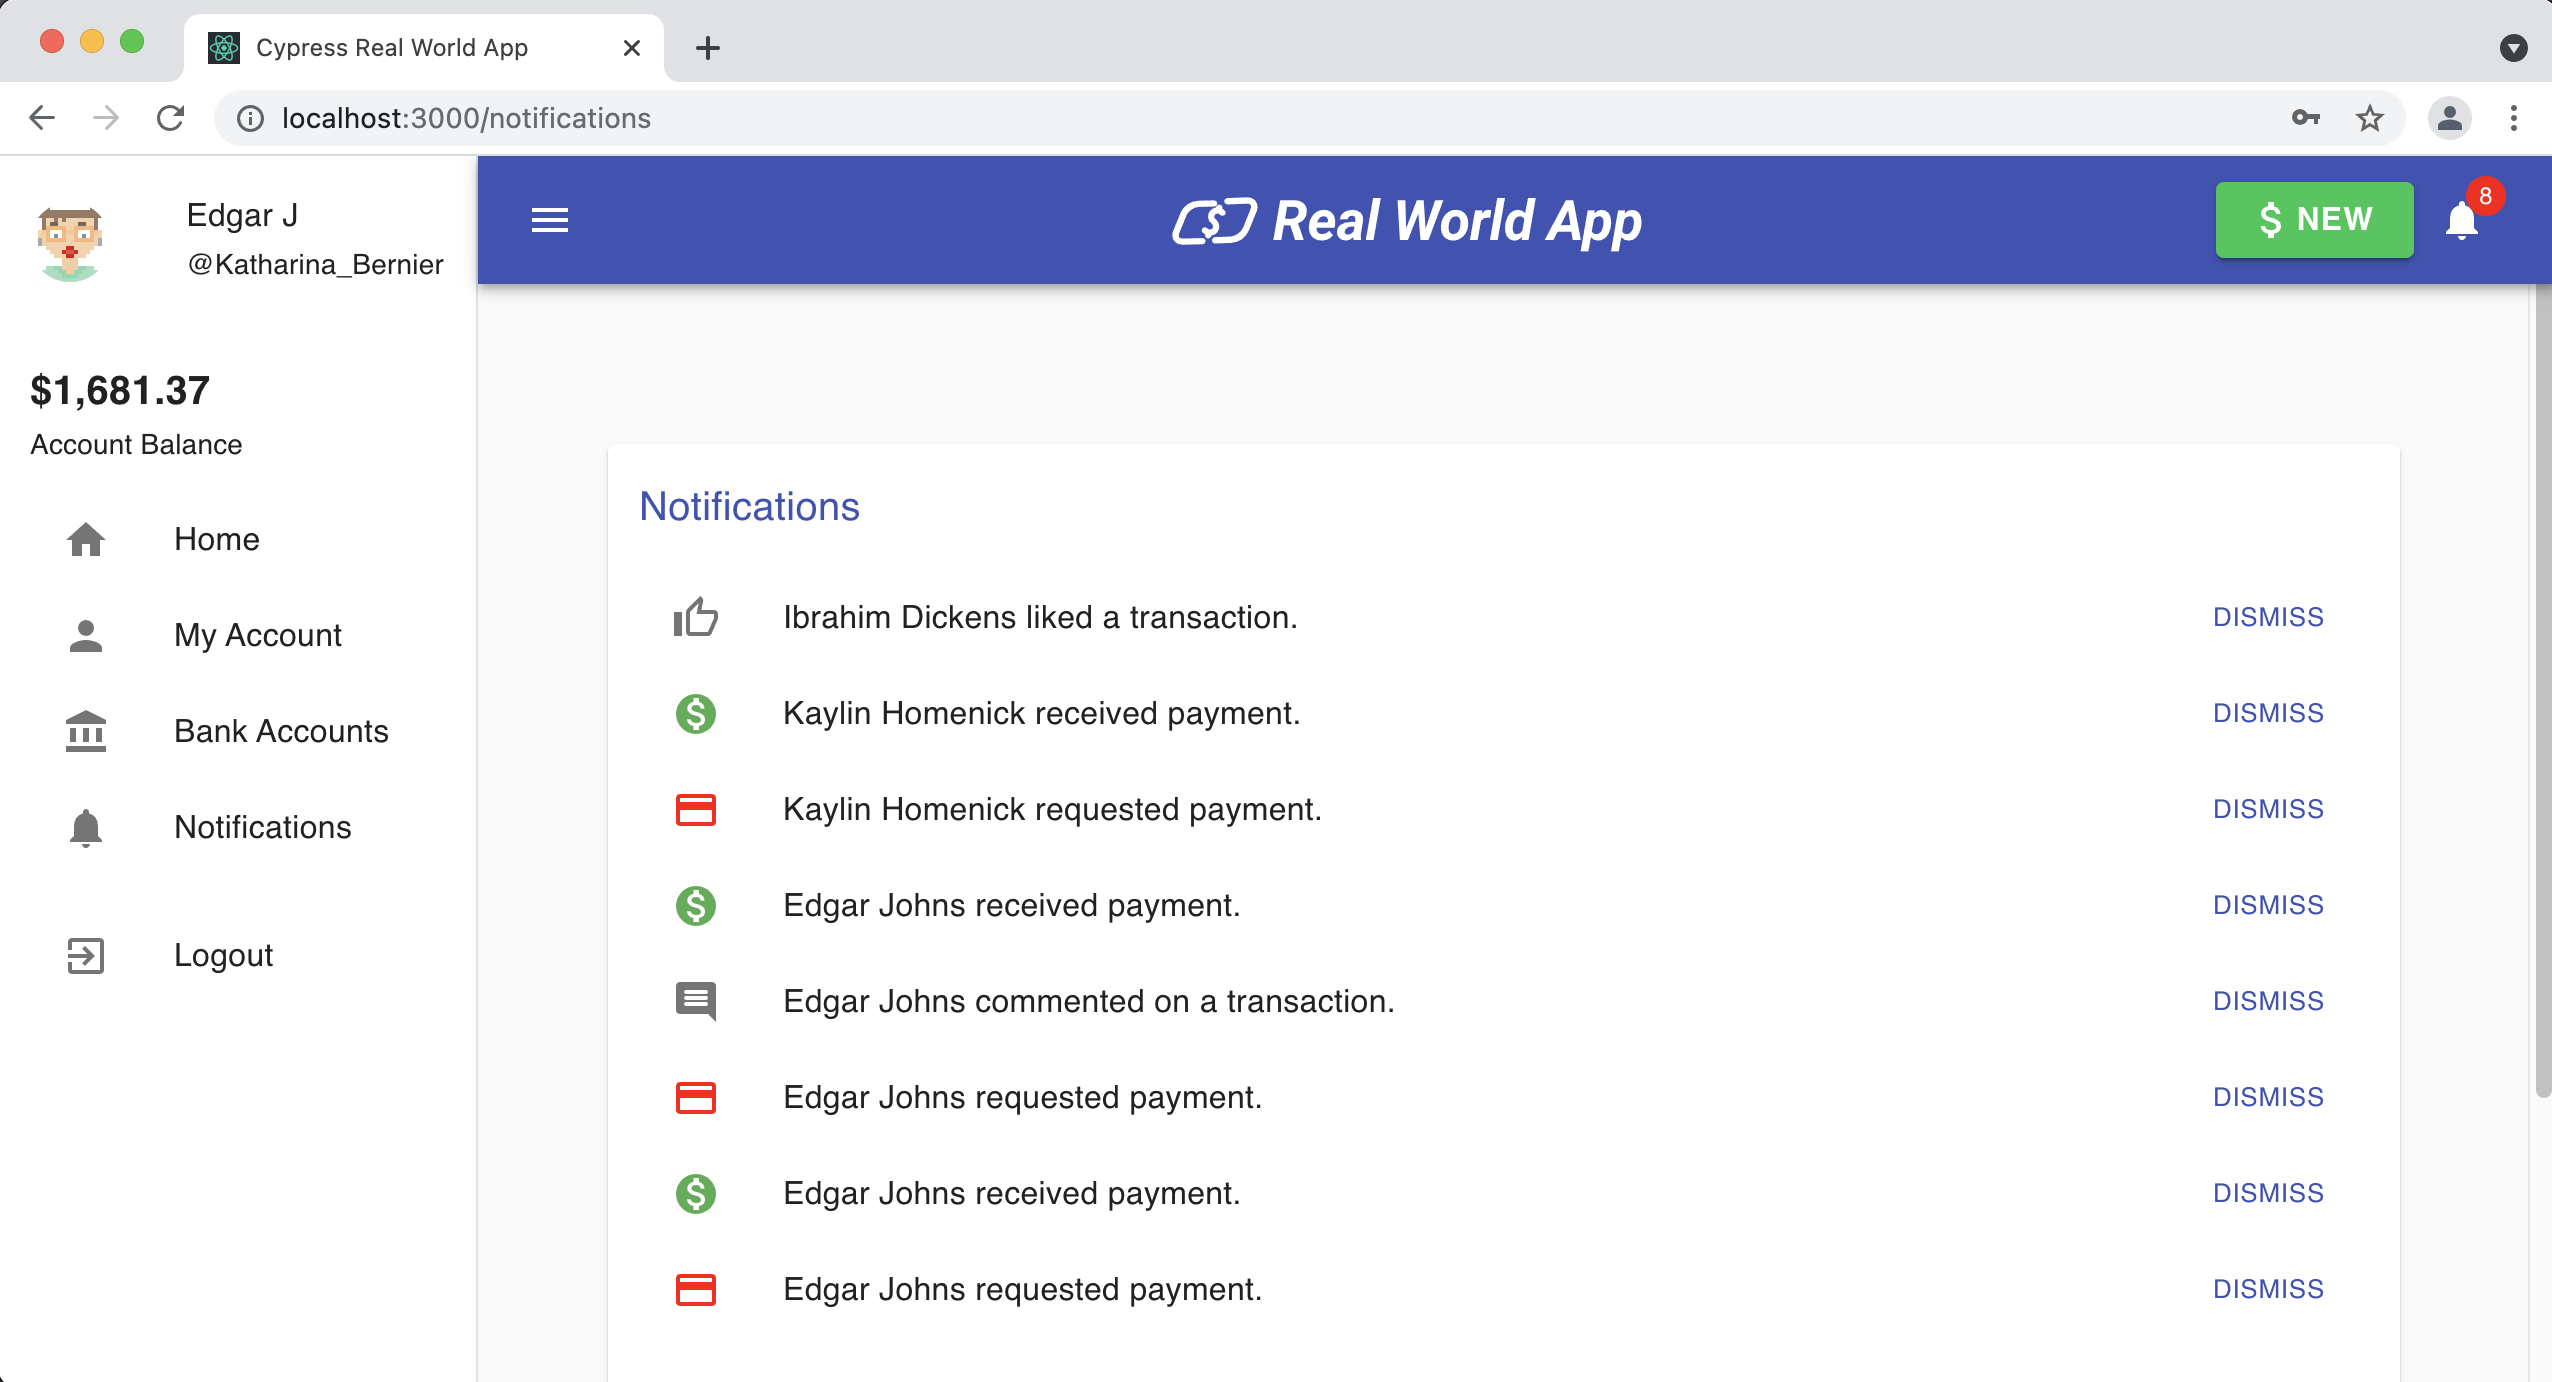 Cypress Real World App
localhost:3000/notifications
Edgar J
@Katharina_Bernier
$1,681.37
Account Balance
Home
My Account
Bank Accounts
Notifications
Logout
Real World App
$ NEW
8
Notifications
Ibrahim Dickens liked a transaction. DISMISS
Kaylin Homenick received payment. DISMISS
Kaylin Homenick requested payment. DISMISS
Edgar Johns received payment. DISMISS
Edgar Johns commented on a transaction. DISMISS
Edgar Johns requested payment. DISMISS
Edgar Johns received payment. DISMISS
Edgar Johns requested payment. DISMISS